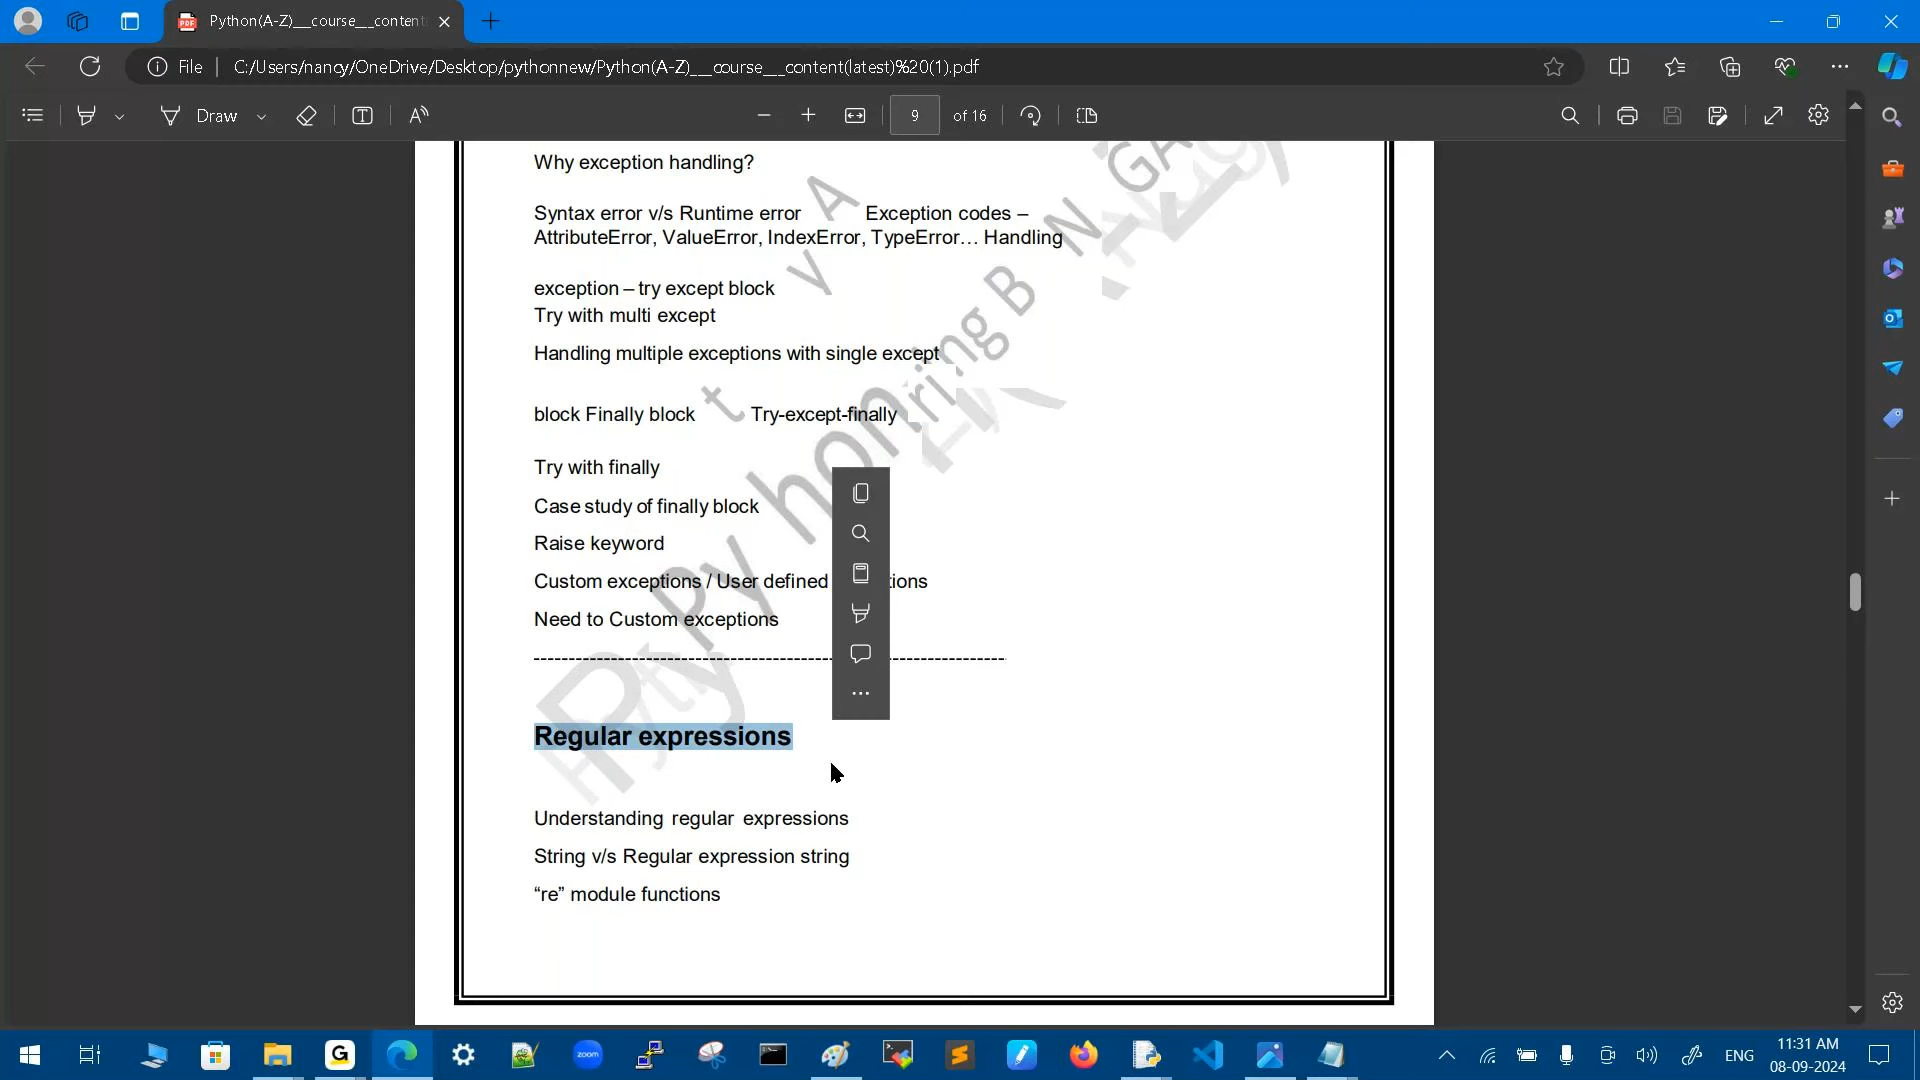 Python(A-Z)__course__content
File
C:/Users/nancy/OneDrive/Desktop/pythonnew/Python(A-Z)___course___content(latest)%20(1).pdf
Draw
9 of 16
Why exception handling?
Syntax error v/s Runtime error Exception codes –
AttributeError, ValueError, IndexError, TypeError… Handling
exception – try except block
Try with multi except
Handling multiple exceptions with single except
block Finally block Try-except-finally
Try with finally
Case study of finally block
Raise keyword
Custom exceptions / User defined
Need to Custom exceptions
Regular expressions
Understanding regular expressions
String v/s Regular expression string
“re” module functions
zoom
ENG
11:31 AM
08-09-2024